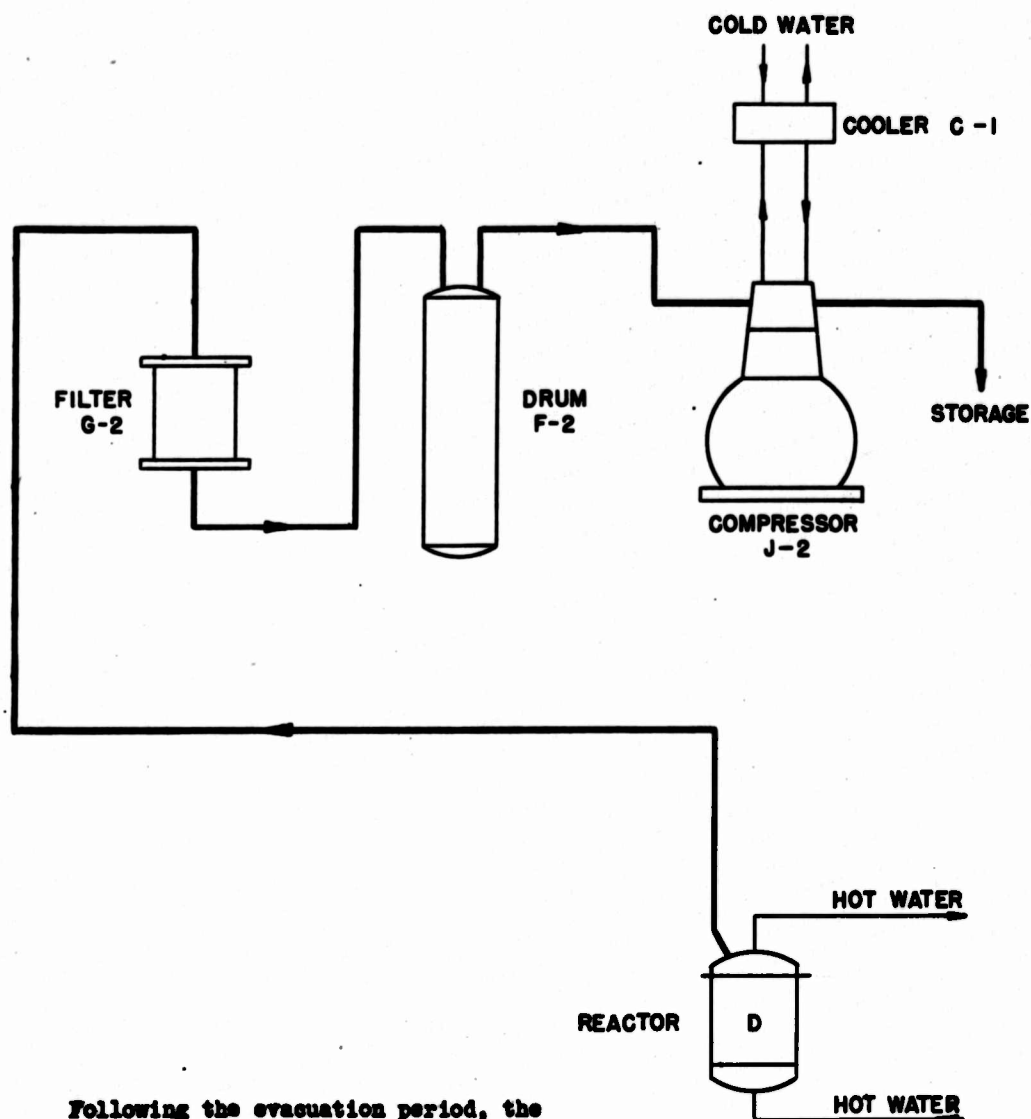 COLD WATER
COOLER C-1
FILTER
G-2
DRUM
F-2
STORAGE
COMPRESSOR
J-2
HOT WATER
REACTOR
D
Following the evacuation period, the
HOT WATER